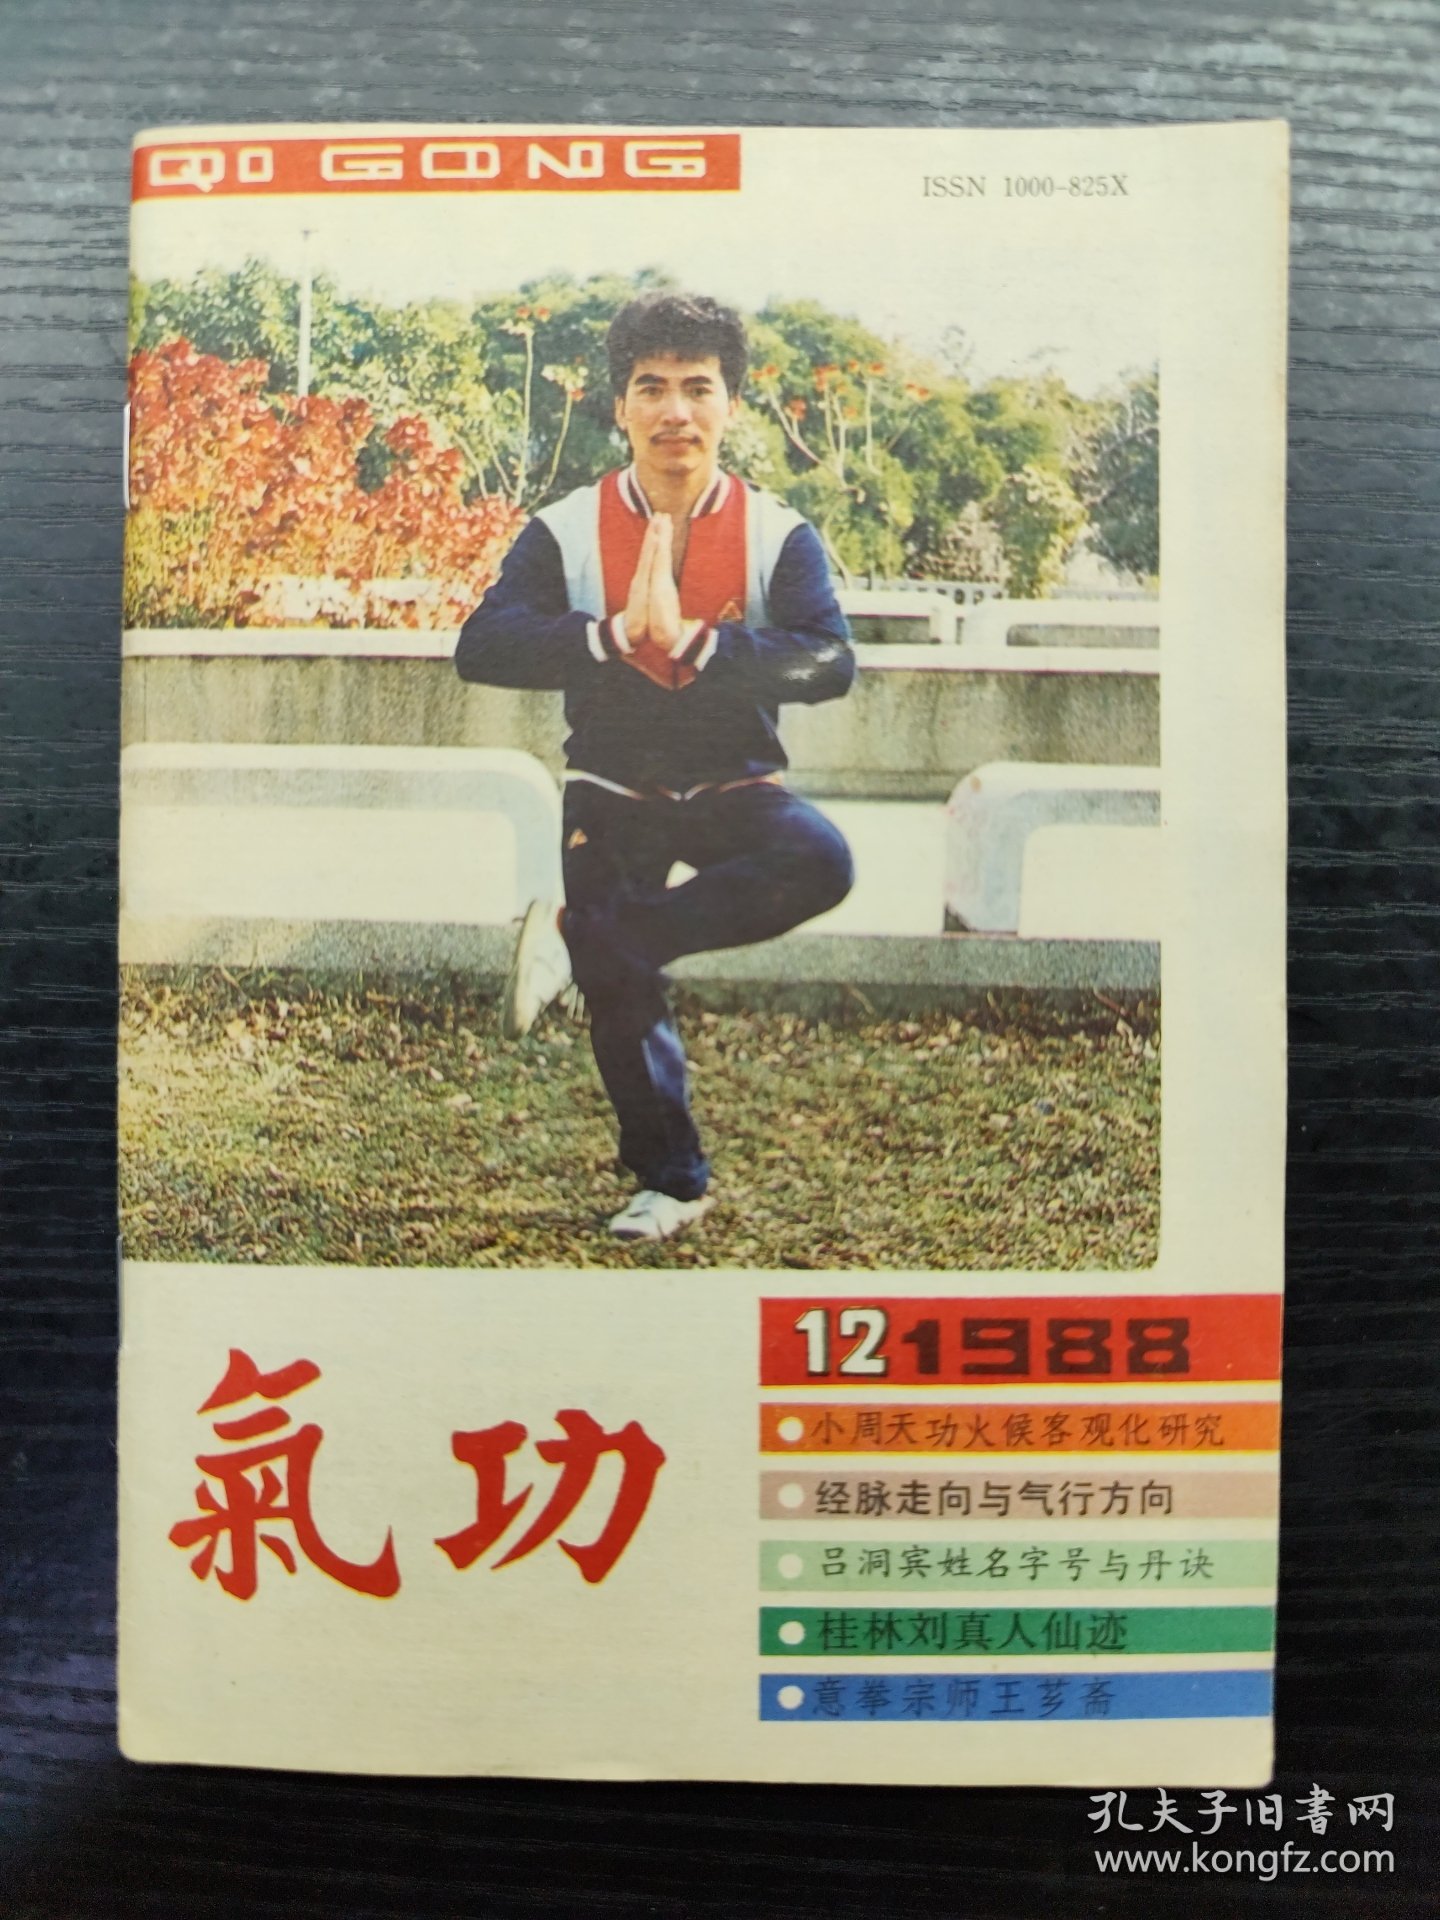 QI GONG
ISSN 1000-825X
氣功
12 1988
●小周天功火候客观化研究
●经脉走向与气行方向
●吕洞宾姓名字号与丹诀
●桂林刘真人仙迹
●意拳宗师王芗斋
孔夫子旧書网
www.kongfz.com